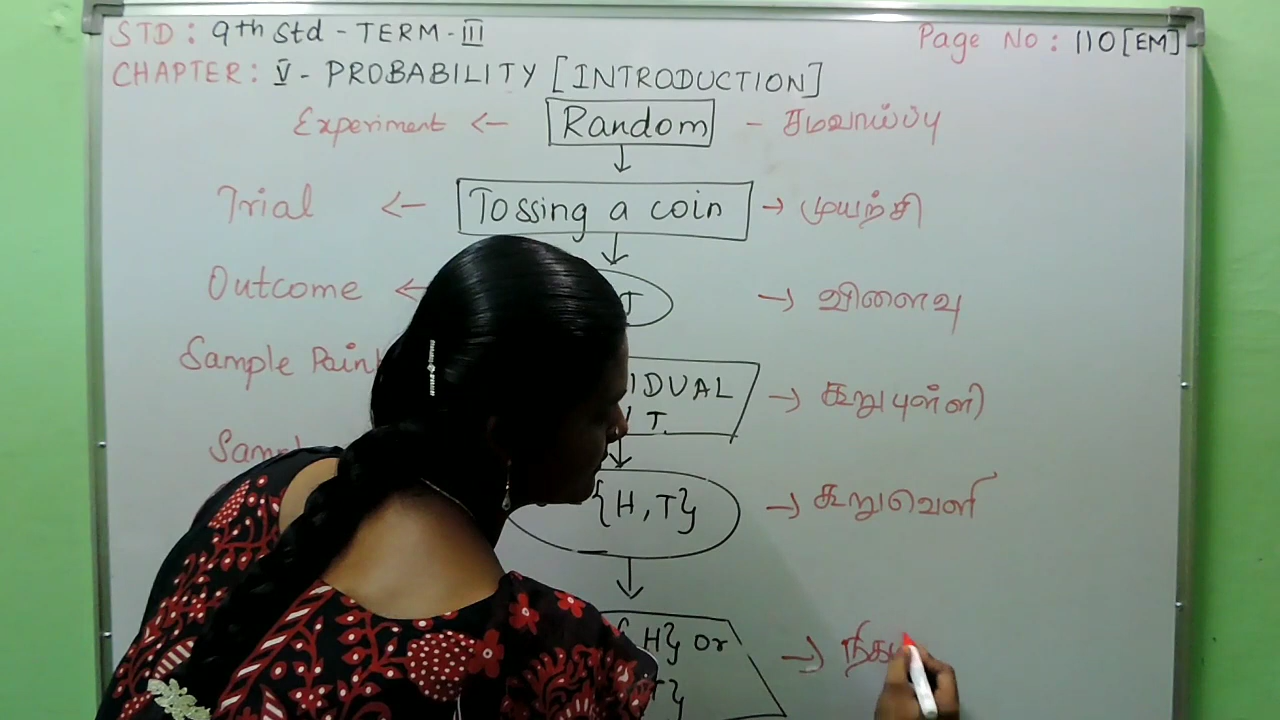 STD: 9th Std - TERM - III
Page No: 110 [EM]
CHAPTER: V - PROBABILITY [INTRODUCTION]
Experiment ← Random - சமவாய்ப்பு
Trial ← Tossing a coin → முயற்சி
Outcome ← → விளைவு
Sample Point
→ கூறுபுள்ளி
T.
{H,T} → கூறுவெளி
{H} or →
T}